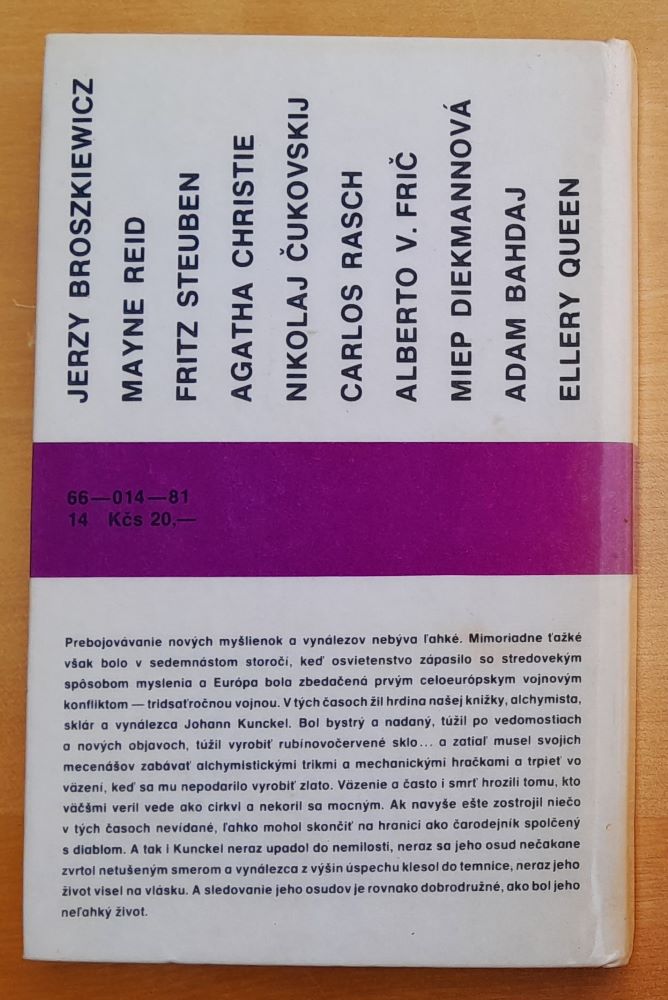 JERZY BROSZKIEWICZ
MAYNE REID
FRITZ STEUBEN
AGATHA CHRISTIE
NIKOLAJ ČUKOVSKIJ
CARLOS RASCH
ALBERTO V. FRIČ
MIEP DIEKMANNOVÁ
ADAM BAHDAJ
ELLERY QUEEN
66—014—81
14 Kčs 20,—
Prebojovávanie nových myšlienok a vynálezov nebýva ľahké. Mimoriadne ťažké
však bolo v sedemnástom storočí, keď osvietenstvo zápasilo so stredovekým
spôsobom myslenia a Európa bola zbedačená prvým celoeurópskym vojnovým
konfliktom — tridsaťročnou vojnou. V tých časoch žil hrdina našej knižky, alchymista,
sklár a vynálezca Johann Kunckel. Bol bystrý a nadaný, túžil po vedomostiach
a nových objavoch, túžil vyrobiť rubínovočervené sklo... a zatiaľ musel svojich
mecenášov zabávať alchymistickými trikmi a mechanickými hračkami a trpieť vo
väzení, keď sa mu nepodarilo vyrobiť zlato. Väzenie a často i smrť hrozili tomu, kto
väčšmi veril vede ako cirkvi a nekoril sa mocným. Ak navyše ešte zostrojil niečo
v tých časoch nevídané, ľahko mohol skončiť na hranici ako čarodejník spolčený
s diablom. A tak i Kunckel neraz upadol do nemilosti, neraz sa jeho osud nečakane
zvrtol netušeným smerom a vynálezca z výšin úspechu klesol do temnice, neraz jeho
život visel na vlásku. A sledovanie jeho osudov je rovnako dobrodružné, ako bol jeho
neľahký život.